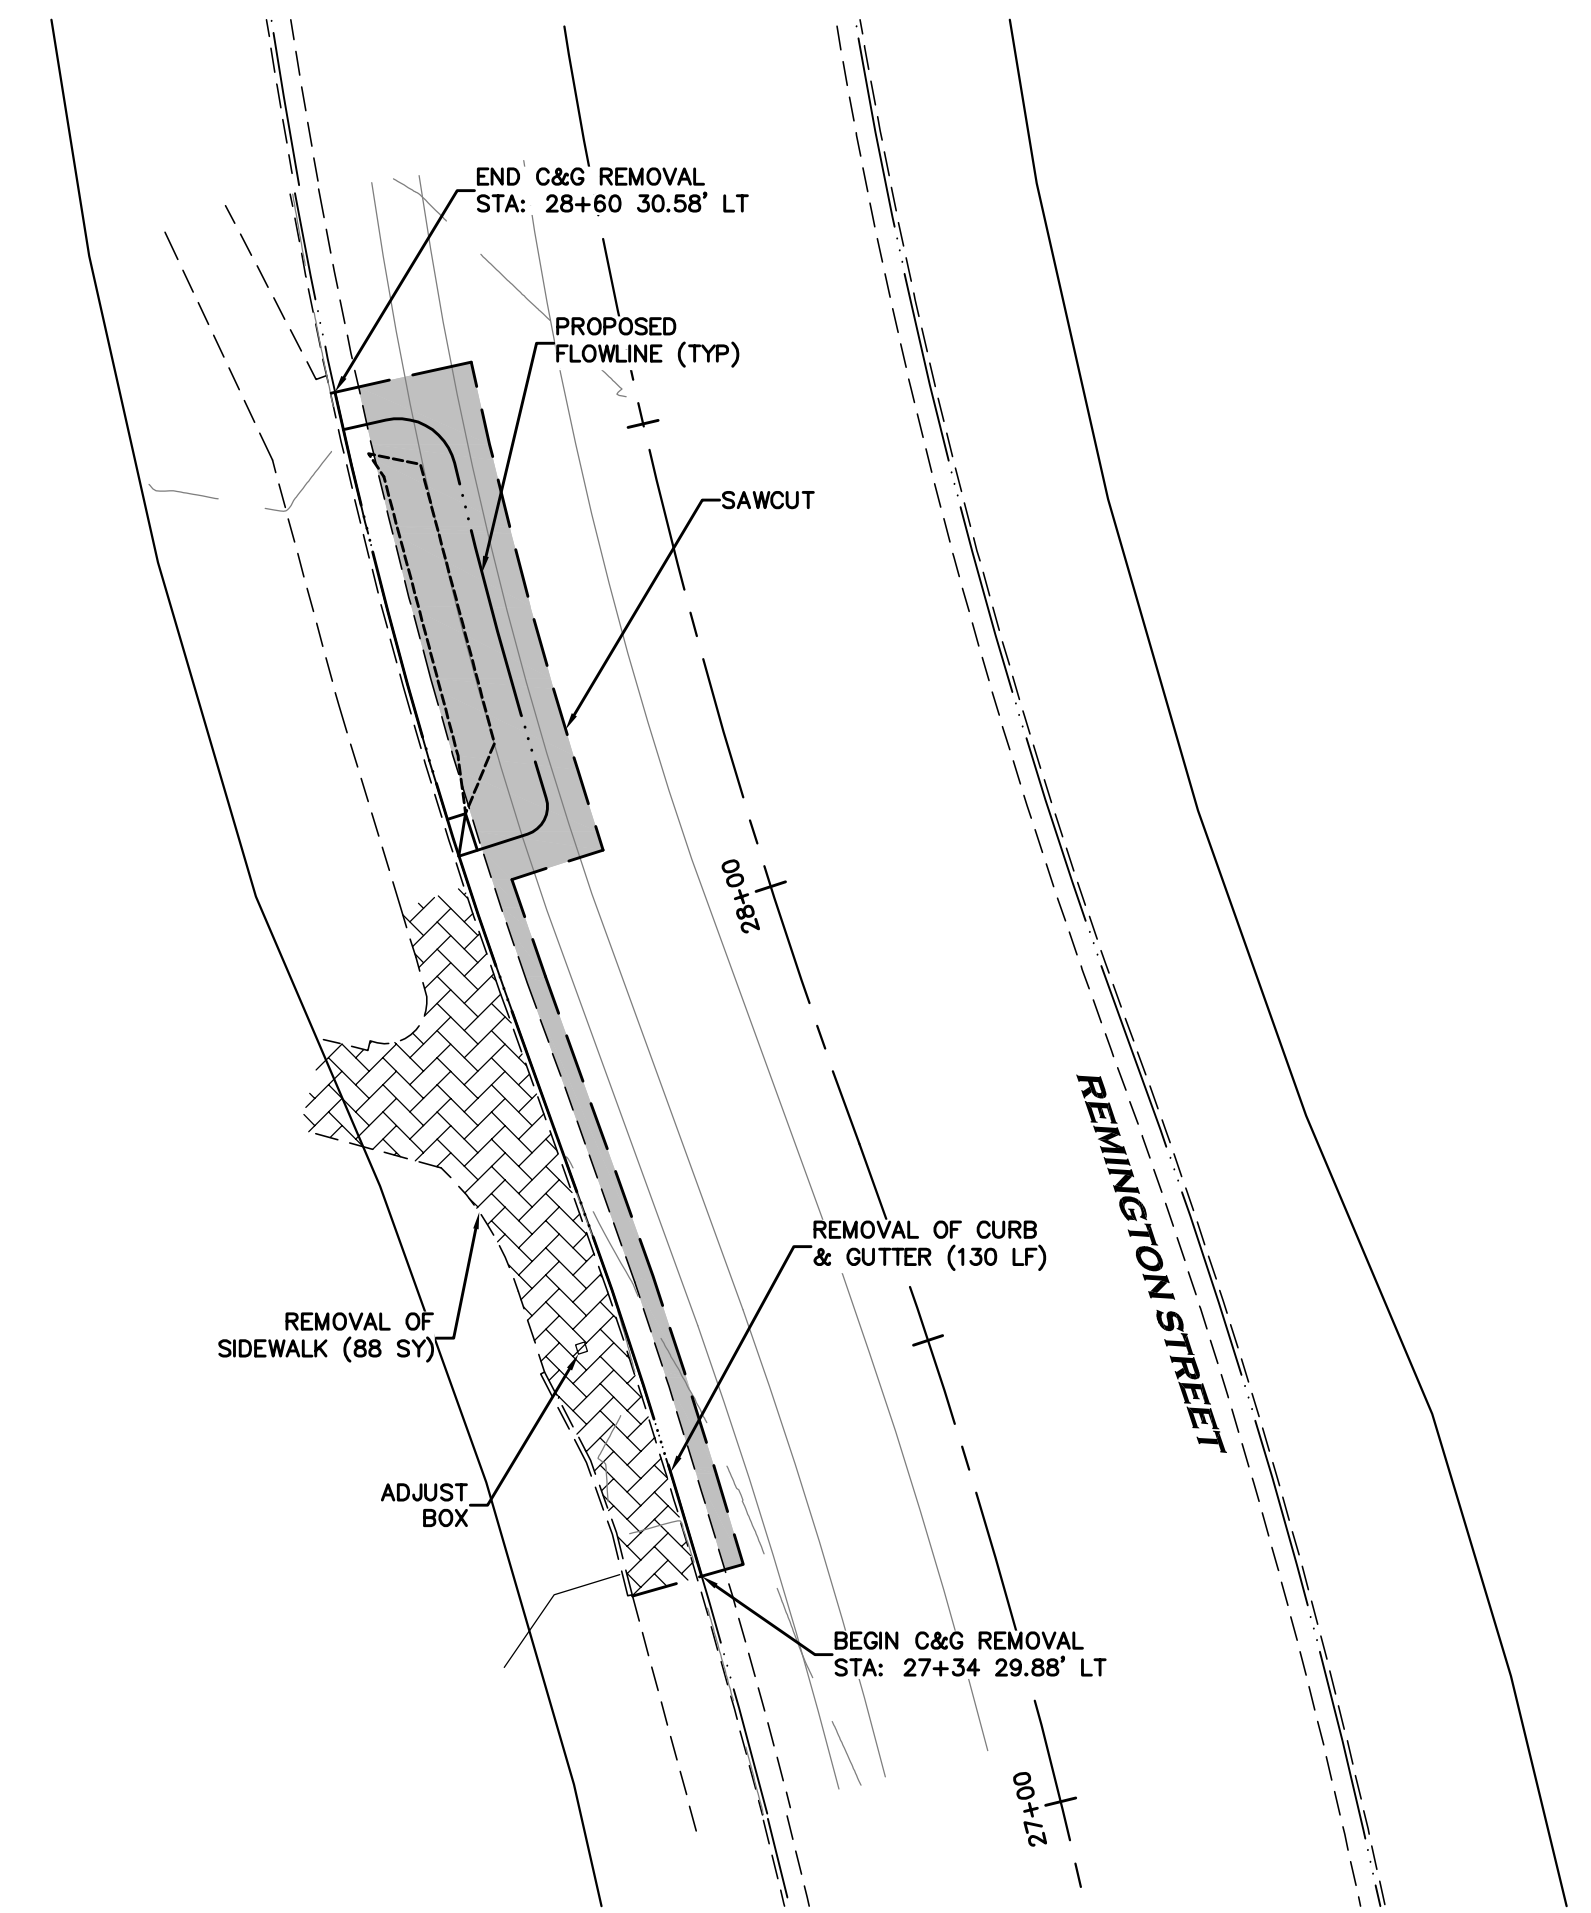 END C&G REMOVAL
STA: 28+60 30.58' LT
PROPOSED
FLOWLINE (TYP)
SAWCUT
28+00
REMINGTON STREET
REMOVAL OF CURB
& GUTTER (130 LF)
REMOVAL OF
SIDEWALK (88 SY)
ADJUST
BOX
BEGIN C&G REMOVAL
STA: 27+34 29.88' LT
27+00